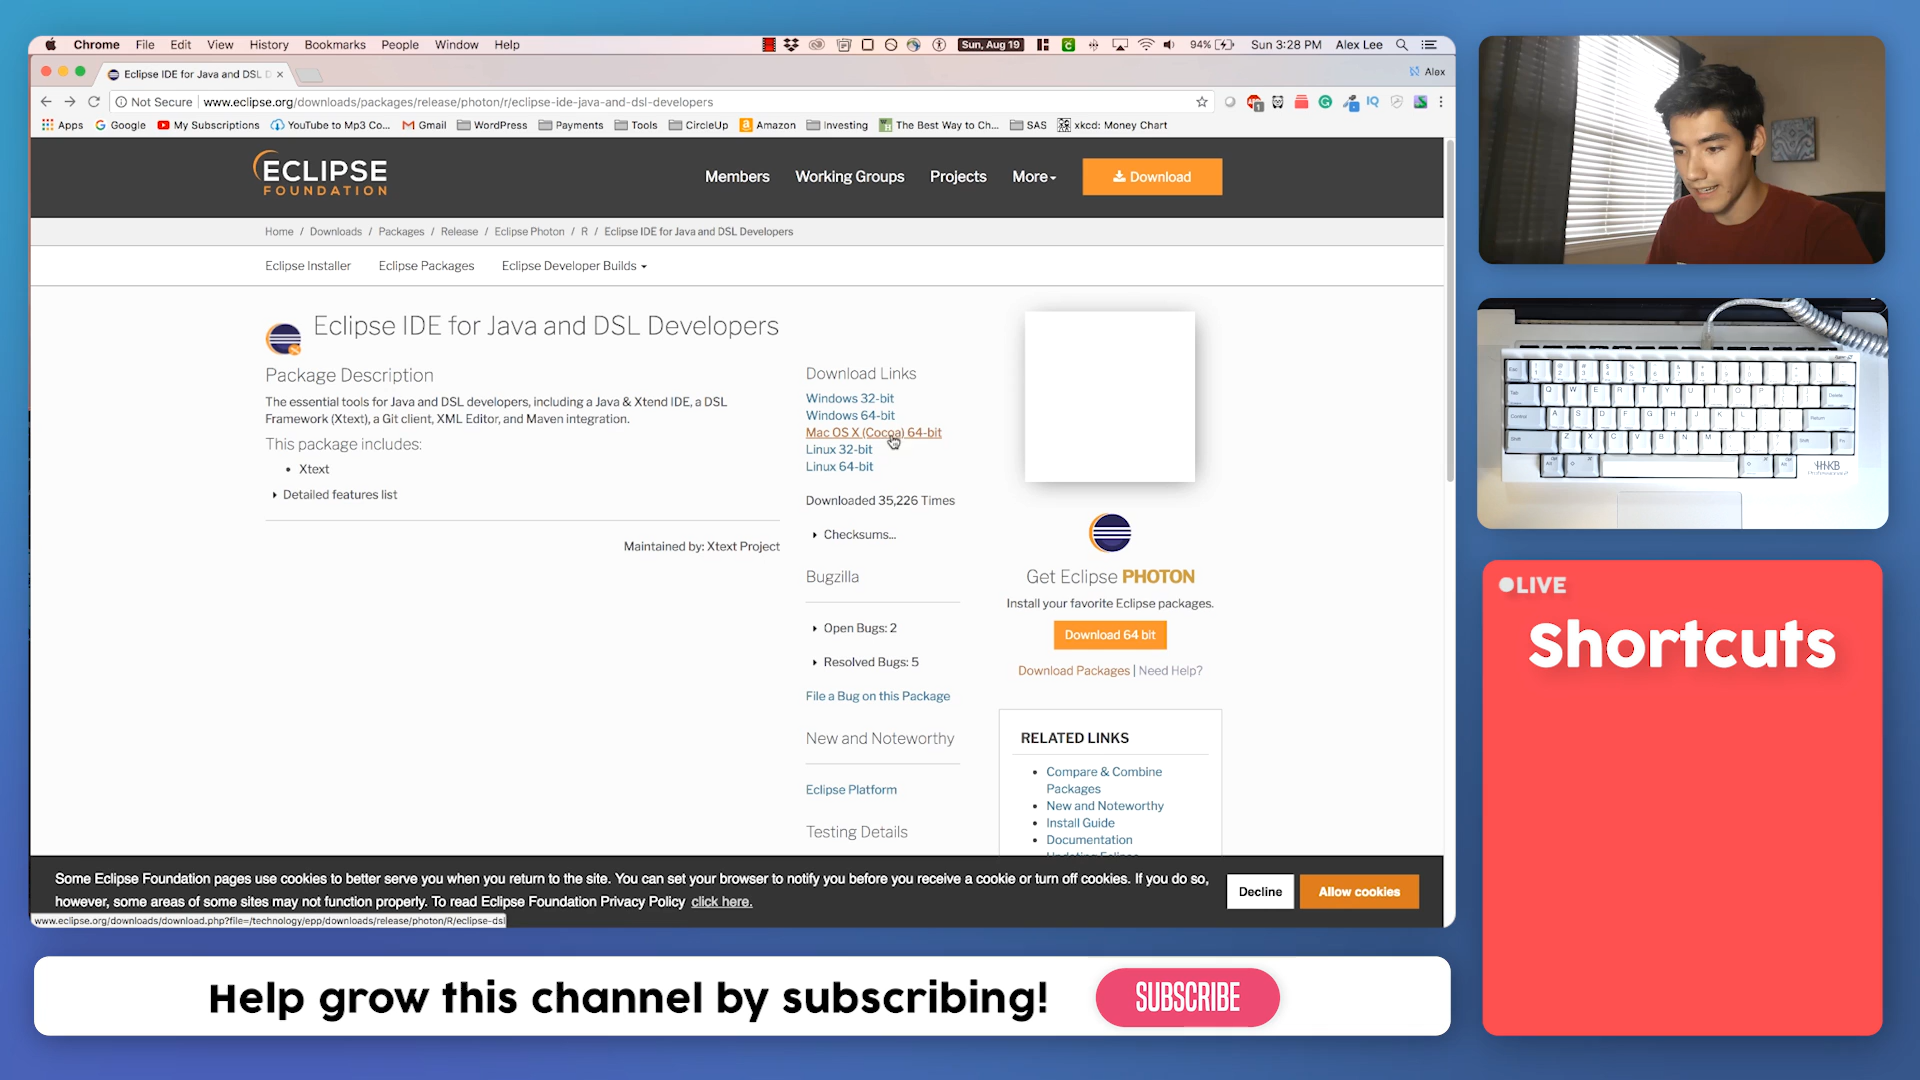 Chrome File Edit View History Bookmarks People Window Help Sun, Aug 19 94% Sun 3:28 PM Alex Lee
Eclipse IDE for Java and DSL D Alex
Not Secure www.eclipse.org/downloads/packages/release/photon/r/eclipse-ide-java-and-dsl-developers
Apps Google My Subscriptions YouTube to Mp3 Co... Gmail WordPress Payments Tools CircleUp Amazon Investing The Best Way to Ch... SAS xkcd: Money Chart
ECLIPSE
FOUNDATION
Members Working Groups Projects More Download
Home / Downloads / Packages / Release / Eclipse Photon / R / Eclipse IDE for Java and DSL Developers
Eclipse Installer Eclipse Packages Eclipse Developer Builds
Eclipse IDE for Java and DSL Developers
Package Description
The essential tools for Java and DSL developers, including a Java & Xtend IDE, a DSL
Framework (Xtext), a Git client, XML Editor, and Maven integration.
This package includes:
• Xtext
Detailed features list
Maintained by: Xtext Project
Download Links
Windows 32-bit
Windows 64-bit
Mac OS X (Cocoa) 64-bit
Linux 32-bit
Linux 64-bit
Downloaded 35,226 Times
Checksums...
Bugzilla
Open Bugs: 2
Resolved Bugs: 5
File a Bug on this Package
New and Noteworthy
Eclipse Platform
Testing Details
Get Eclipse PHOTON
Install your favorite Eclipse packages.
Download 64 bit
Download Packages | Need Help?
RELATED LINKS
• Compare & Combine
Packages
• New and Noteworthy
• Install Guide
• Documentation
Updating Eclipse
Some Eclipse Foundation pages use cookies to better serve you when you return to the site. You can set your browser to notify you before you receive a cookie or turn off cookies. If you do so,
however, some areas of some sites may not function properly. To read Eclipse Foundation Privacy Policy click here.
Decline Allow cookies
www.eclipse.org/downloads/download.php?file=/technology/epp/downloads/release/photon/R/eclipse-dsl
Help grow this channel by subscribing! SUBSCRIBE
LIVE
Shortcuts
HHKB